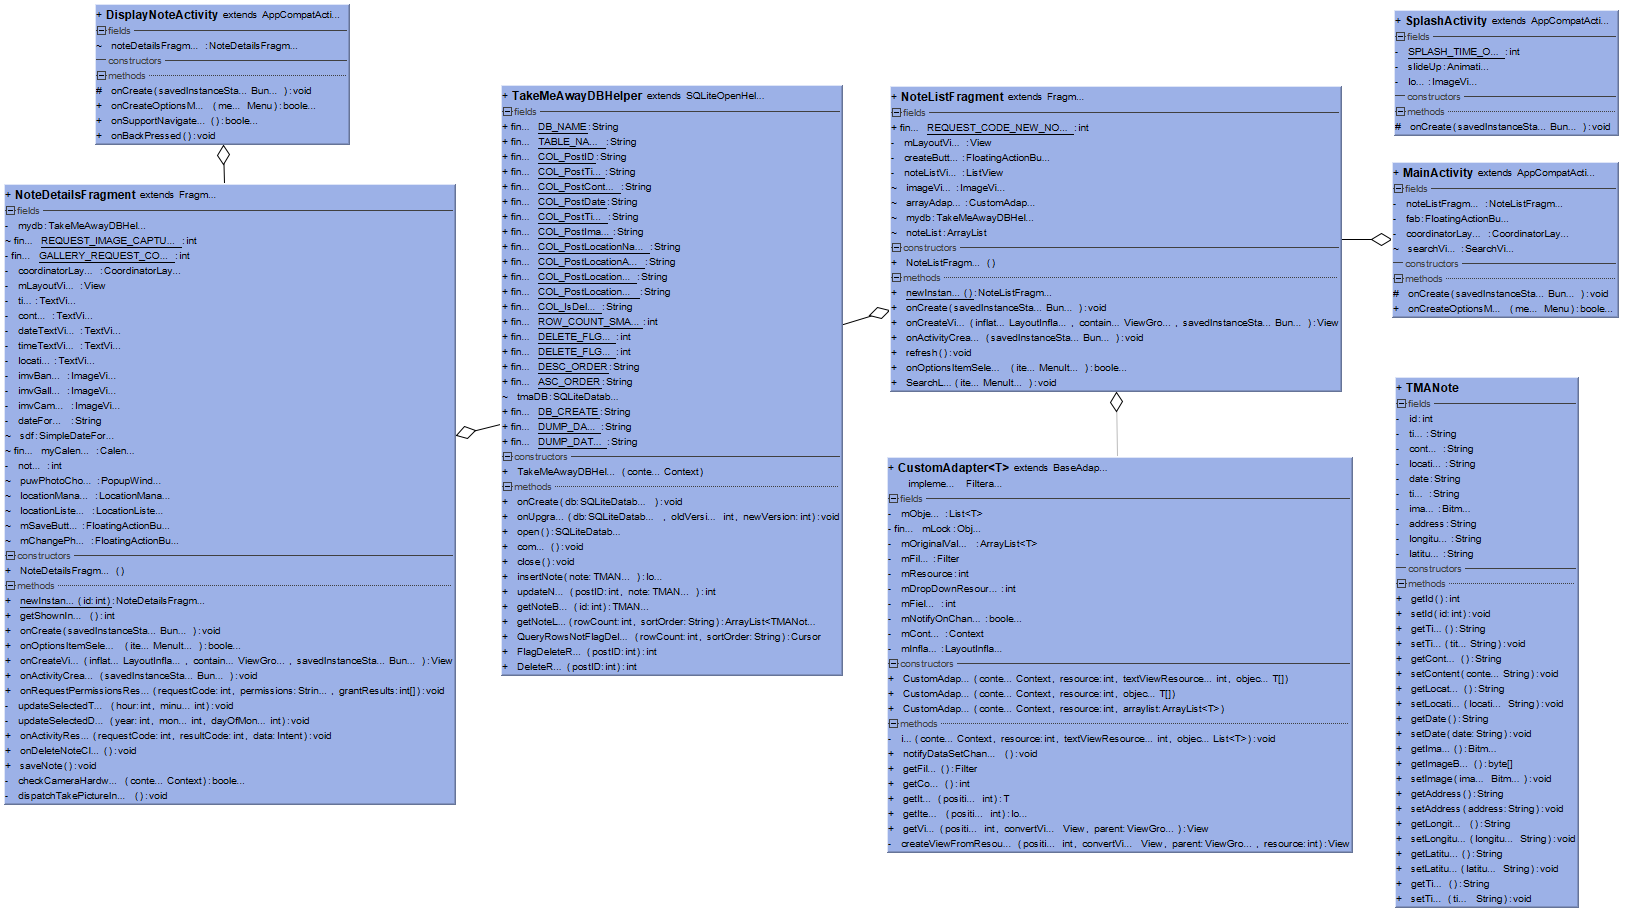 + DisplayNoteActivity extends AppCompatActi...
fields
~ noteDetailsFragm... : NoteDetailsFragm...
constructors
methods
# onCreate ( savedInstanceSta... Bun... ) : void
+ onCreateOptionsM... ( me... Menu ) : boole...
+ onSupportNavigate... () : boole...
+ onBackPressed () : void
+ NoteDetailsFragment extends Fragm...
fields
- mydb : TakeMeAwayDBHel...
~ fin... REQUEST_IMAGE_CAPTU... : int
- fin... GALLERY_REQUEST_CO... : int
- coordinatorLay... : CoordinatorLay...
- mLayoutVi... : View
- ti... : TextVi...
- cont... : TextVi...
- dateTextVi... : TextVi...
- timeTextVi... : TextVi...
- locati... : TextVi...
- imvBan... : ImageVi...
- imvGall... : ImageVi...
- imvCam... : ImageVi...
- dateFor... : String
~ sdf : SimpleDateFor...
~ fin... myCalen... : Calen...
- not... : int
~ puwPhotoCho... : PopupWind...
~ locationMana... : LocationMana...
~ locationListe... : LocationListe...
~ mSaveButt... : FloatingActionBu...
~ mChangePh... : FloatingActionBu...
constructors
+ NoteDetailsFragm... ()
methods
+ newInstan... ( id: int ) : NoteDetailsFragm...
+ getShownIn... () : int
+ onCreate ( savedInstanceSta... Bun... ) : void
+ onOptionsItemSele... ( ite... MenuIt... ) : boole...
+ onCreateVi... ( inflat... LayoutInfla... , contain... ViewGro... , savedInstanceSta... Bun... ) : View
+ onActivityCrea... ( savedInstanceSta... Bun... ) : void
+ onRequestPermissionsRes... ( requestCode: int , permissions: Strin... , grantResults: int[] ) : void
- updateSelectedT... ( hour: int , minu... int ) : void
- updateSelectedD... ( year: int , mon... int , dayOfMon... int ) : void
+ onActivityRes... ( requestCode: int , resultCode: int , data: Intent ) : void
+ onDeleteNoteCl... () : void
+ saveNote () : void
- checkCameraHardw... ( conte... Context ) : boole...
- dispatchTakePictureIn... () : void
+ TakeMeAwayDBHelper extends SQLiteOpenHel...
fields
+ fin... DB_NAME : String
+ fin... TABLE_NA... : String
+ fin... COL_PostID : String
+ fin... COL_PostTi... : String
+ fin... COL_PostCont... : String
+ fin... COL_PostDate : String
+ fin... COL_PostTi... : String
+ fin... COL_PostIma... : String
+ fin... COL_PostLocationNa... : String
+ fin... COL_PostLocationA... : String
+ fin... COL_PostLocation... : String
+ fin... COL_PostLocation... : String
+ fin... COL_IsDel... : String
+ fin... ROW_COUNT_SMA... : int
+ fin... DELETE_FLG... : int
+ fin... DELETE_FLG... : int
+ fin... DESC_ORDER : String
+ fin... ASC_ORDER : String
~ tmaDB : SQLiteDatab...
+ fin... DB_CREATE : String
+ fin... DUMP_DA... : String
+ fin... DUMP_DAT... : String
constructors
+ TakeMeAwayDBHel... ( conte... Context )
methods
+ onCreate ( db: SQLiteDatab... ) : void
+ onUpgra... ( db: SQLiteDatab... , oldVersi... int , newVersion: int ) : void
+ open () : SQLiteDatab...
+ com... () : void
+ close () : void
+ insertNote ( note: TMAN... ) : lo...
+ updateN... ( postID: int , note: TMAN... ) : int
+ getNoteB... ( id: int ) : TMAN...
+ getNoteL... ( rowCount: int , sortOrder: String ) : ArrayList<TMANot...
+ QueryRowsNotFlagDel... ( rowCount: int , sortOrder: String ) : Cursor
+ FlagDeleteR... ( postID: int ) : int
+ DeleteR... ( postID: int ) : int
+ NoteListFragment extends Fragm...
fields
+ fin... REQUEST_CODE_NEW_NO... : int
- mLayoutVi... : View
- createButt... : FloatingActionBu...
- noteListVi... : ListView
~ imageVi... : ImageVi...
~ arrayAdap... : CustomAdap...
~ mydb : TakeMeAwayDBHel...
~ noteList : ArrayList
constructors
+ NoteListFragm... ()
methods
+ newInstan... () : NoteListFragm...
+ onCreate ( savedInstanceSta... Bun... ) : void
+ onCreateVi... ( inflat... LayoutInfla... , contain... ViewGro... , savedInstanceSta... Bun... ) : View
+ onActivityCrea... ( savedInstanceSta... Bun... ) : void
+ refresh () : void
+ onOptionsItemSele... ( ite... MenuIt... ) : boole...
+ SearchL... ( ite... MenuIt... ) : void
+ CustomAdapter<T> extends BaseAdap...
impleme... Filtera...
fields
- mObje... : List<T>
- fin... mLock : Obj...
- mOriginalVal... : ArrayList<T>
- mFil... : Filter
- mResource : int
- mDropDownResour... : int
- mFiel... : int
- mNotifyOnChan... : boole...
- mCont... : Context
- mInfla... : LayoutInfla...
constructors
+ CustomAdap... ( conte... Context , resource: int , textViewResource... int , objec... T[] )
+ CustomAdap... ( conte... Context , resource: int , objec... T[] )
+ CustomAdap... ( conte... Context , resource: int , arraylist: ArrayList<T> )
methods
- i... ( conte... Context , resource: int , textViewResource... int , objec... List<T> ) : void
+ notifyDataSetChan... () : void
+ getFil... () : Filter
+ getCo... () : int
+ getIt... ( positi... int ) : T
+ getIte... ( positi... int ) : lo...
+ getVi... ( positi... int , convertVi... View , parent: ViewGro... ) : View
- createViewFromResou... ( positi... int , convertVi... View , parent: ViewGro... , resource: int ) : View
+ SplashActivity extends AppCompatActi...
fields
- SPLASH_TIME_O... : int
- slideUp : Animati...
- lo... : ImageVi...
constructors
methods
# onCreate ( savedInstanceSta... Bun... ) : void
+ MainActivity extends AppCompatActi...
fields
- noteListFragm... : NoteListFragm...
- fab : FloatingActionBu...
- coordinatorLay... : CoordinatorLay...
~ searchVi... : SearchVi...
constructors
methods
# onCreate ( savedInstanceSta... Bun... ) : void
+ onCreateOptionsM... ( me... Menu ) : boole...
+ TMANote
fields
- id : int
- ti... : String
- cont... : String
- locati... : String
- date : String
- ti... : String
- ima... : Bitm...
- address : String
- longitu... : String
- latitu... : String
constructors
methods
+ getId () : int
+ setId ( id: int ) : void
+ getTi... () : String
+ setTi... ( tit... String ) : void
+ getCont... () : String
+ setContent ( conte... String ) : void
+ getLocat... () : String
+ setLocati... ( locati... String ) : void
+ getDate () : String
+ setDate ( date: String ) : void
+ getIma... () : Bitm...
+ getImageB... () : byte[]
+ setImage ( ima... Bitm... ) : void
+ getAddress () : String
+ setAddress ( address: String ) : void
+ getLongit... () : String
+ setLongitu... ( longitu... String ) : void
+ getLatitu... () : String
+ setLatitu... ( latitu... String ) : void
+ getTi... () : String
+ setTi... ( ti... String ) : void